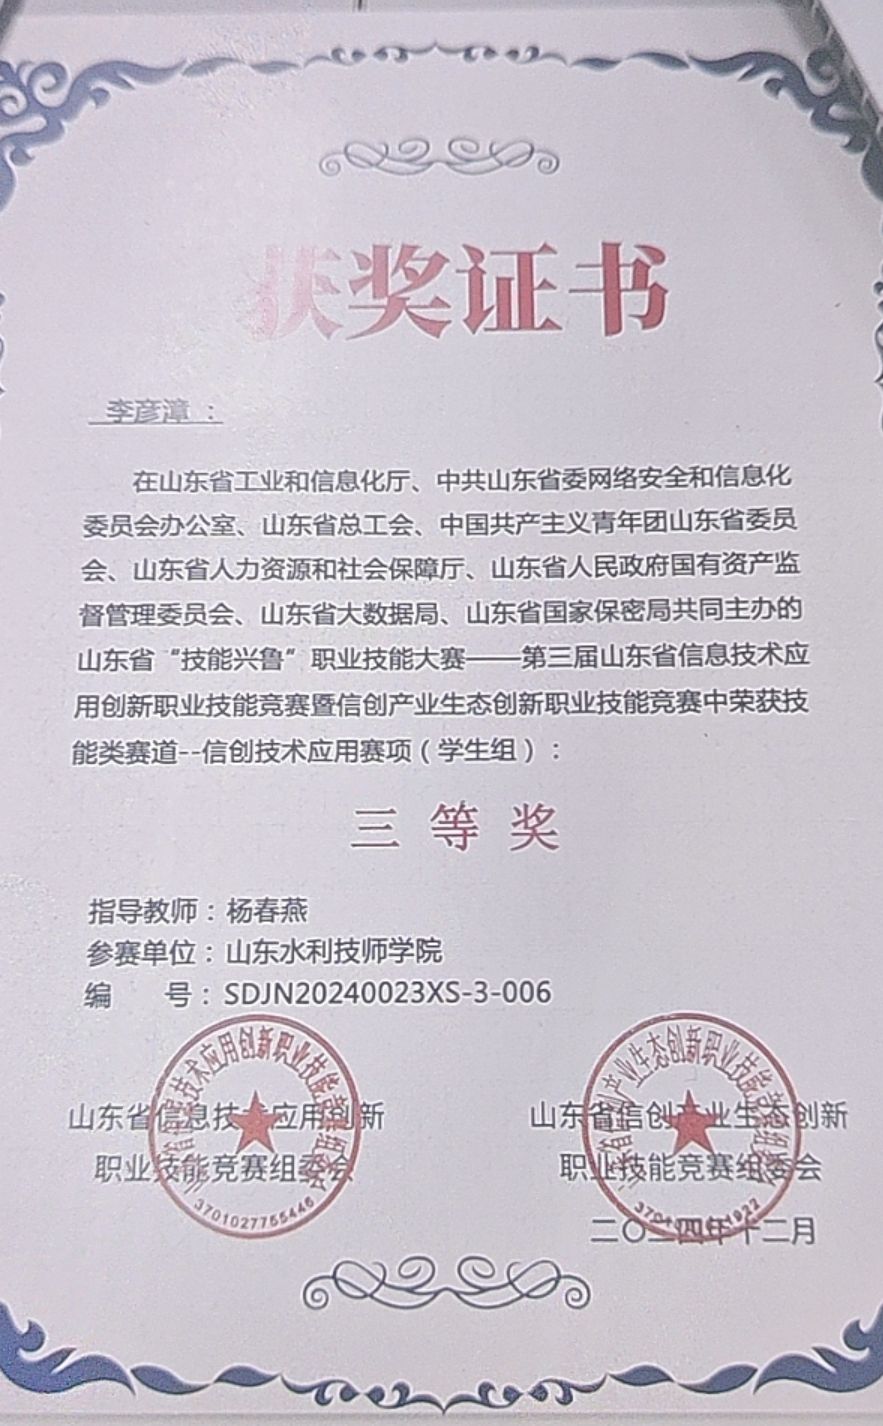 获奖证书
李彦漳：
在山东省工业和信息化厅、中共山东省委网络安全和信息化
委员会办公室、山东省总工会、中国共产主义青年团山东省委员
会、山东省人力资源和社会保障厅、山东省人民政府国有资产监
督管理委员会、山东省大数据局、山东省国家保密局共同主办的
山东省“技能兴鲁”职业技能大赛——第三届山东省信息技术应
用创新职业技能竞赛暨信创产业生态创新职业技能竞赛中荣获技
能类赛道--信创技术应用赛项（学生组）：
三等奖
指导教师：杨春燕
参赛单位：山东水利技师学院
编 号：SDJN20240023XS-3-006
山东省信息技术应用创新
职业技能竞赛组委会
3701027755446
山东省信创产业生态创新
职业技能竞赛组委会
二〇二四年十二月